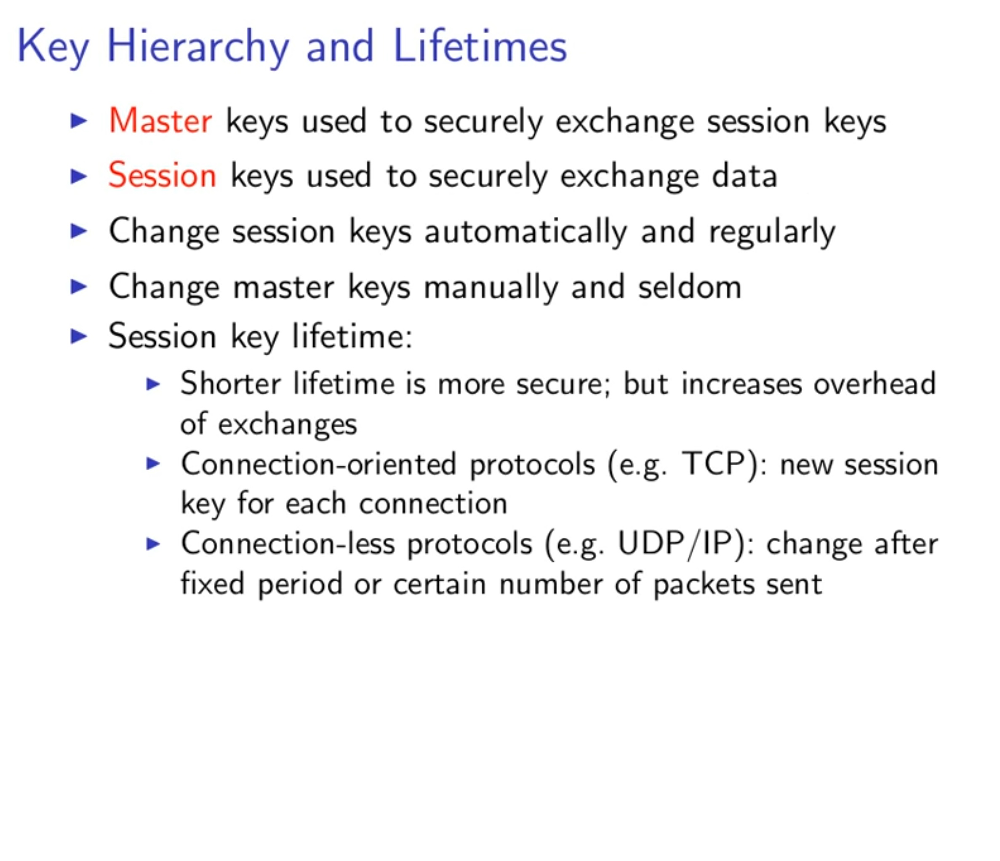 Key Hierarchy and Lifetimes
Master keys used to securely exchange session keys
Session keys used to securely exchange data
Change session keys automatically and regularly
Change master keys manually and seldom
Session key lifetime:
Shorter lifetime is more secure; but increases overhead
of exchanges
Connection-oriented protocols (e.g. TCP): new session
key for each connection
Connection-less protocols (e.g. UDP/IP): change after
fixed period or certain number of packets sent